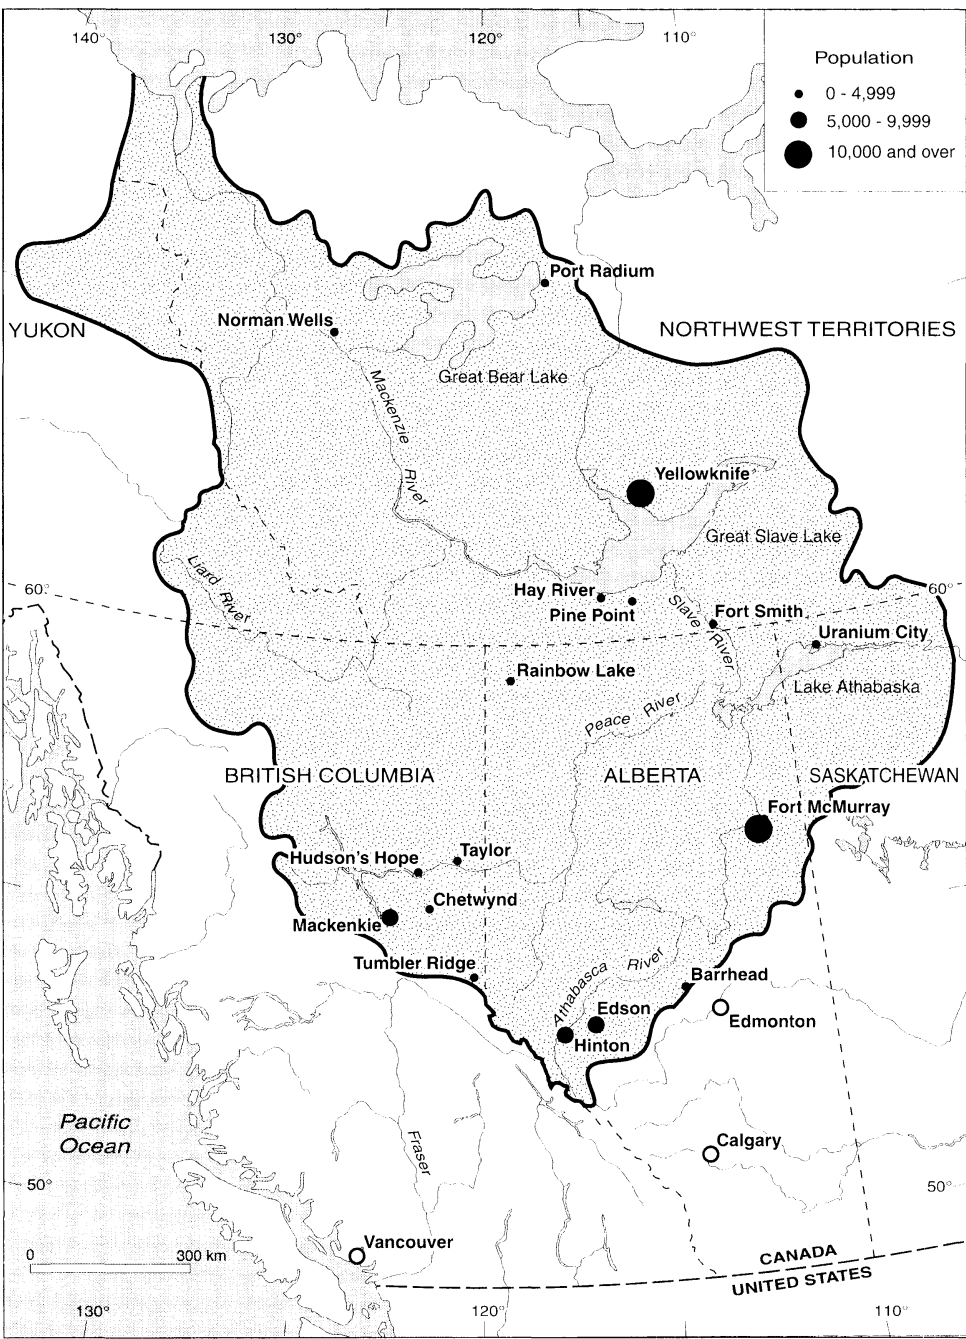 140°
130°
120°
110°
Population
0 - 4,999
5,000 - 9,999
10,000 and over
Port Radium
Norman Wells
YUKON
NORTHWEST TERRITORIES
Great Bear Lake
Mackenzie
River
Yellowknife
Great Slave Lake
Liard
River
60°
60°
Hay River
Pine Point
Slave
River
Fort Smith
Uranium City
Rainbow Lake
Lake Athabaska
Peace River
BRITISH COLUMBIA
ALBERTA
SASKATCHEWAN
Fort McMurray
Taylor
Hudson's Hope
Chetwynd
Mackenkie
Tumbler Ridge
Athabasca
River
Barrhead
Edson
Edmonton
Hinton
Pacific
Ocean
Fraser
Calgary
50°
50°
Vancouver
0
300 km
CANADA
UNITED STATES
130°
120°
110°